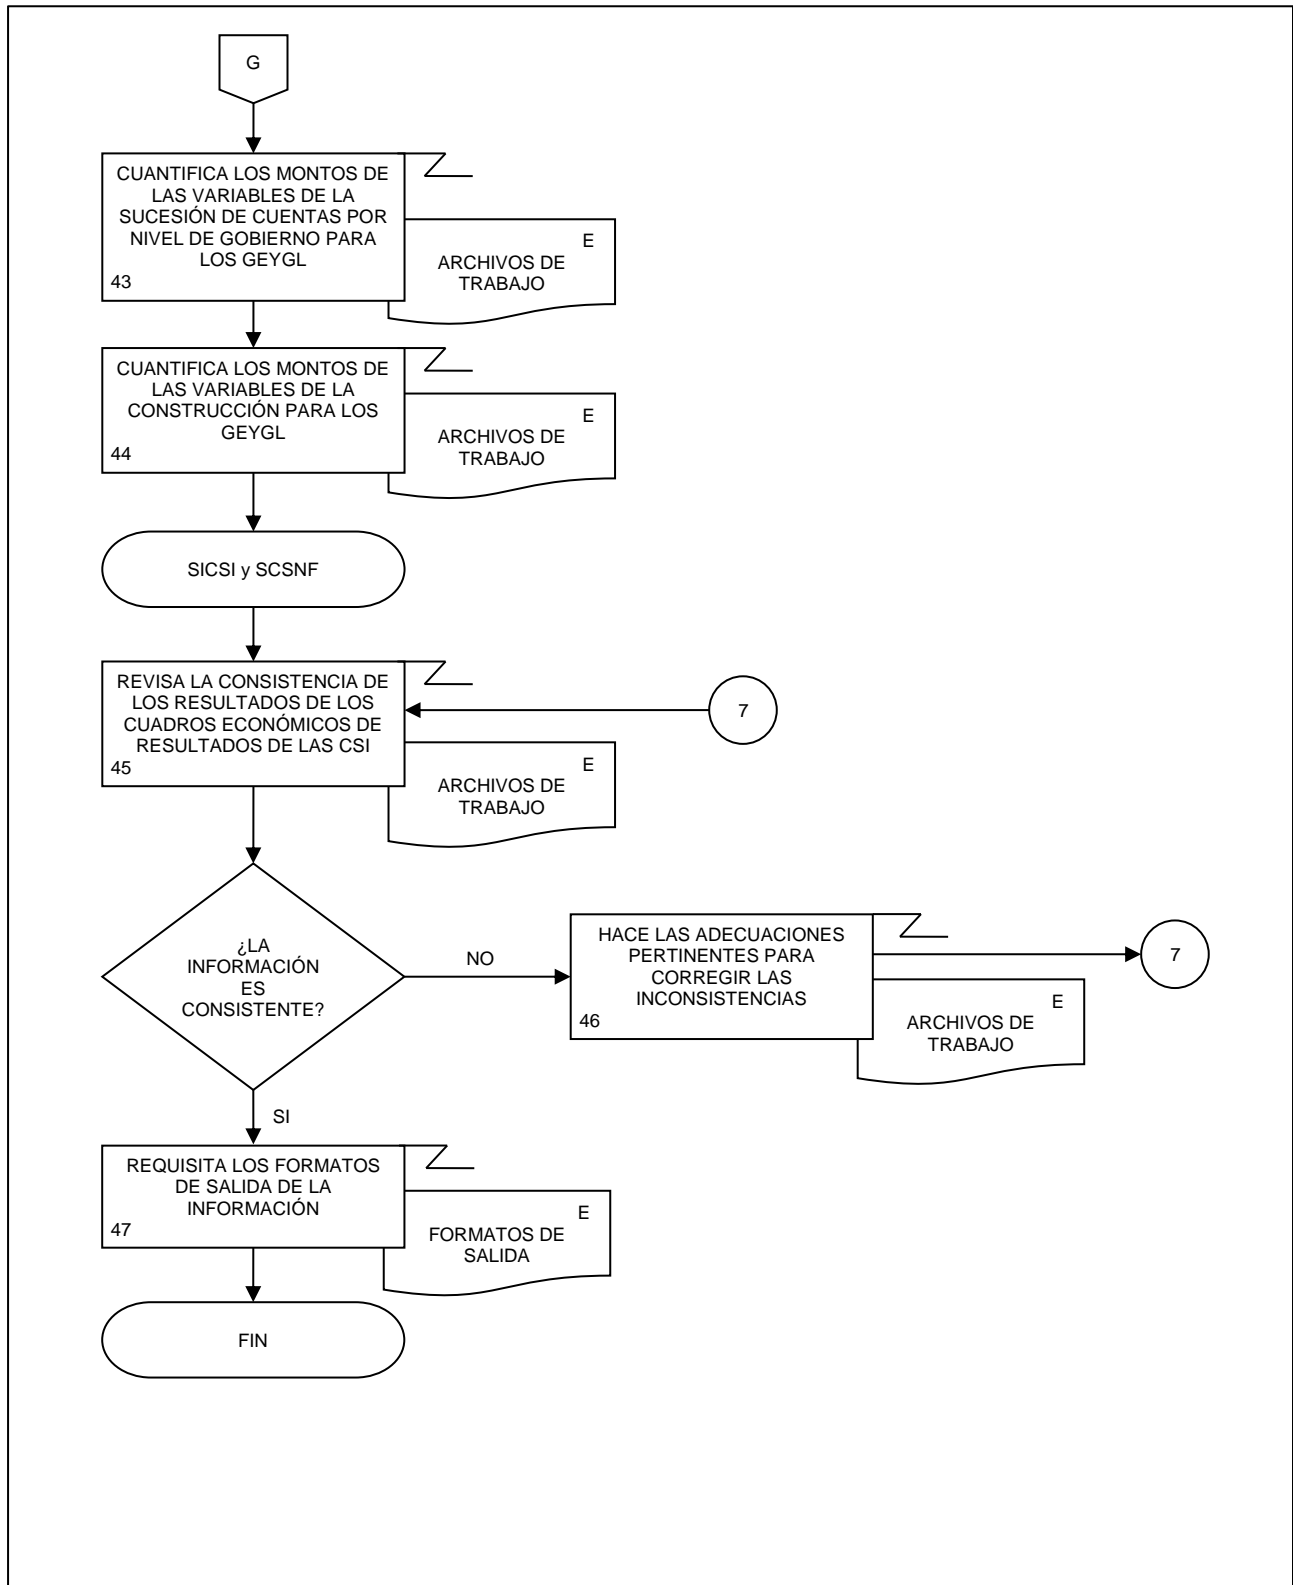 G
CUANTIFICA LOS MONTOS DE
LAS VARIABLES DE LA
SUCESIÓN DE CUENTAS POR
NIVEL DE GOBIERNO PARA
LOS GEYGL
43
E
ARCHIVOS DE
TRABAJO
CUANTIFICA LOS MONTOS DE
LAS VARIABLES DE LA
CONSTRUCCIÓN PARA LOS
GEYGL
44
E
ARCHIVOS DE
TRABAJO
SICSI y SCSNF
REVISA LA CONSISTENCIA DE
LOS RESULTADOS DE LOS
CUADROS ECONÓMICOS DE
RESULTADOS DE LAS CSI
45
7
E
ARCHIVOS DE
TRABAJO
¿LA
INFORMACIÓN
ES
CONSISTENTE?
NO
HACE LAS ADECUACIONES
PERTINENTES PARA
CORREGIR LAS
INCONSISTENCIAS
46
7
E
ARCHIVOS DE
TRABAJO
SI
REQUISITA LOS FORMATOS
DE SALIDA DE LA
INFORMACIÓN
47
E
FORMATOS DE
SALIDA
FIN